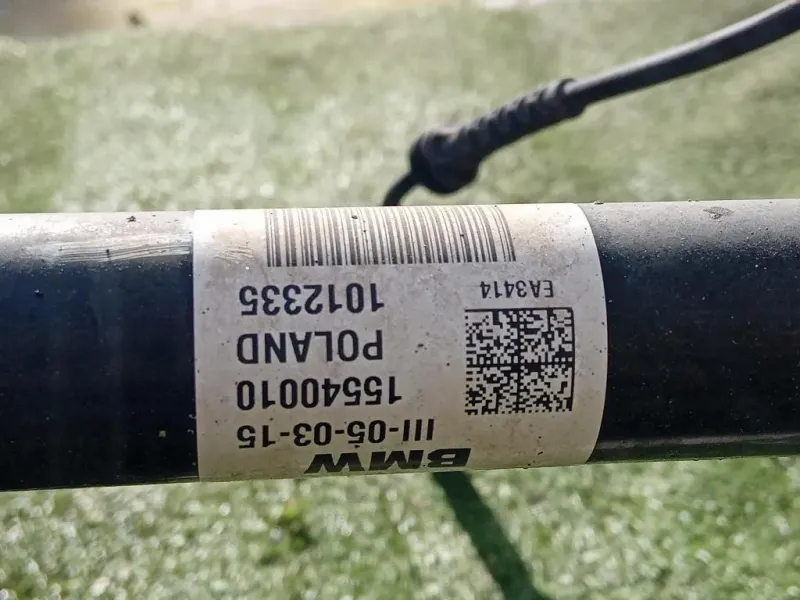 BMW
III-05-03-15
15540010
POLAND
1012335
EA3414